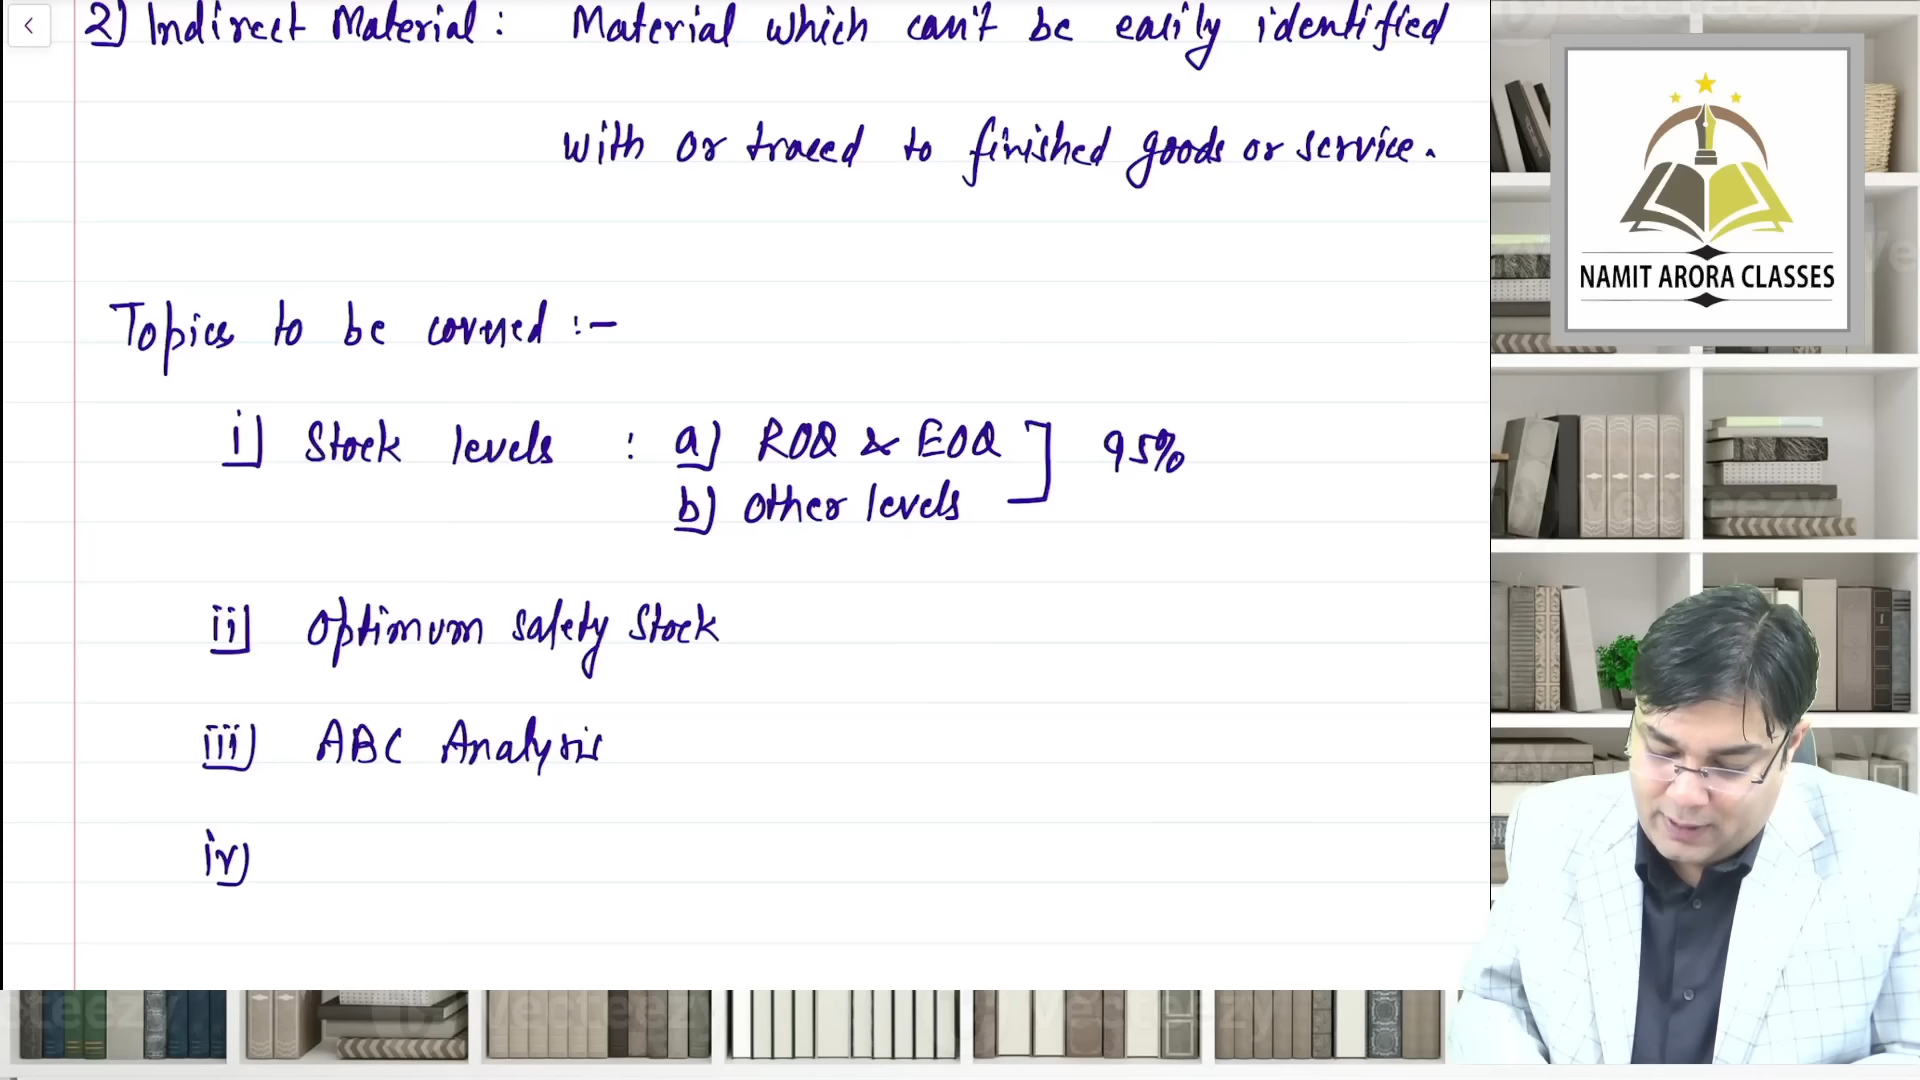 2) Indirect Material : Material which can't be easily identified
with or traced to finished goods or service.
Topics to be covered :-
i) Stock levels : a) ROQ & EOQ ] 95%
b) other levels
ii) Optimum safety stock
iii) ABC Analysis
iv)
NAMIT ARORA CLASSES